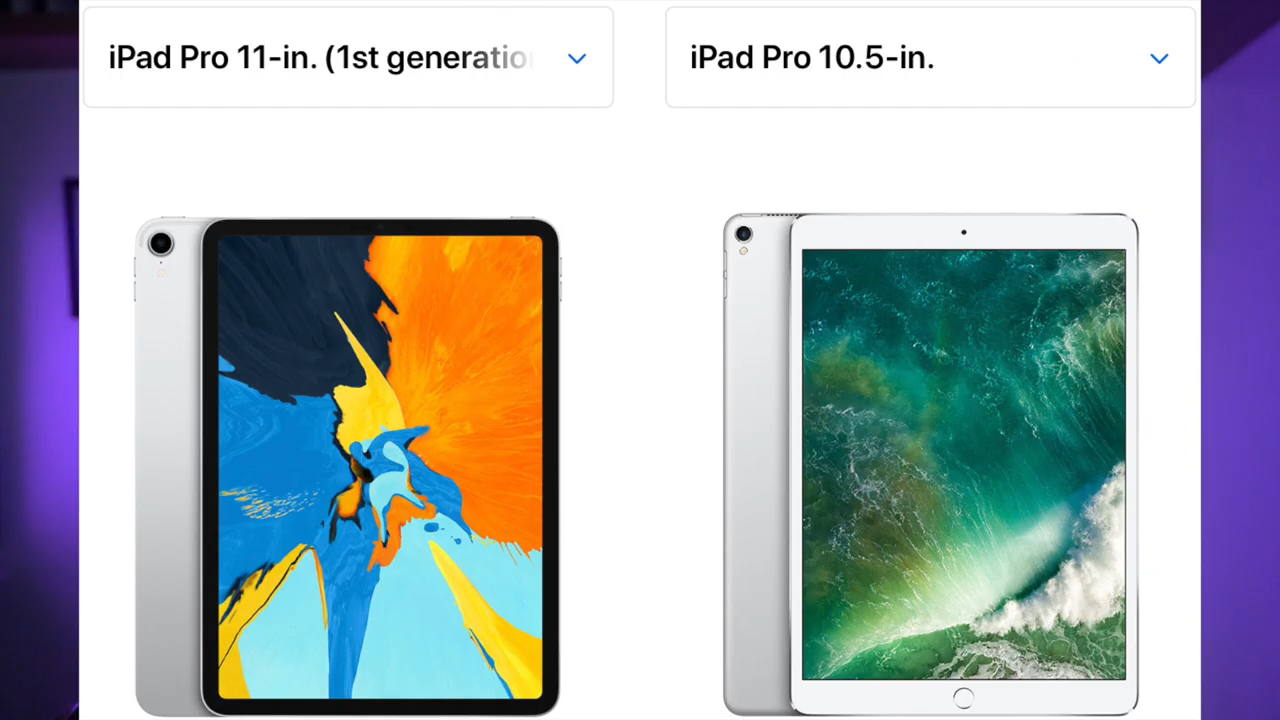 iPad Pro 11-in. (1st generatio
iPad Pro 10.5-in.